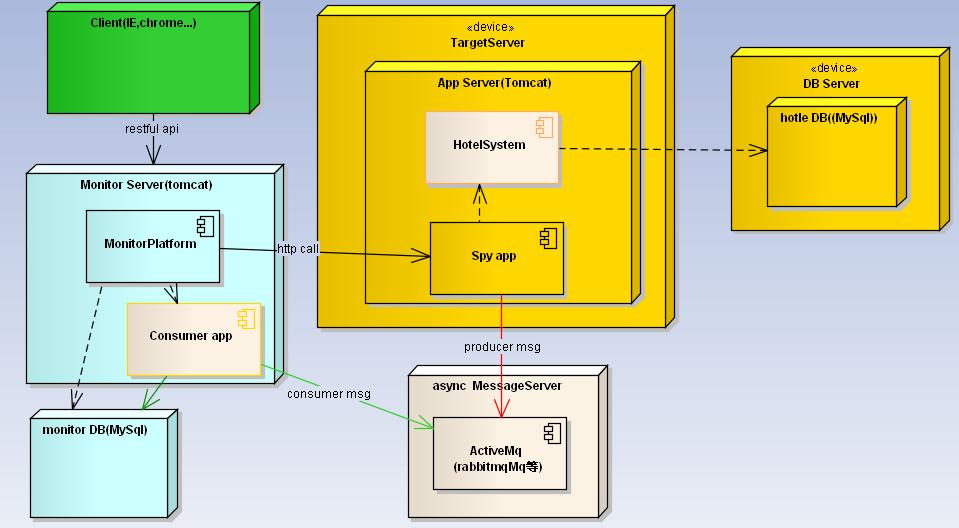 Client(IE,chrome...)
restful api
Monitor Server(tomcat)
MonitorPlatform
http call
Consumer app
monitor DB(MySql)
consumer msg
«device»
TargetServer
App Server(Tomcat)
HotelSystem
Spy app
producer msg
async MessageServer
ActiveMq
(rabbitmqMq等)
«device»
DB Server
hotle DB((MySql))